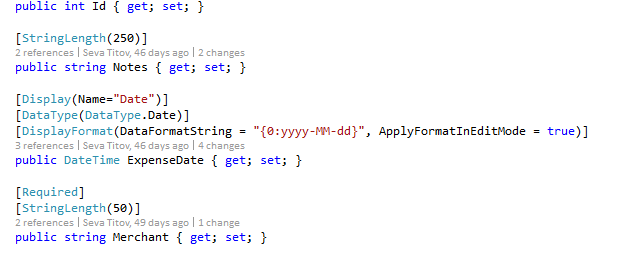 public int Id { get; set; }
[StringLength(250)]
2 references | Seva Titov, 46 days ago | 2 changes
public string Notes { get; set; }
[Display(Name="Date")]
[DataType(DataType.Date)]
[DisplayFormat(DataFormatString = "{0:yyyy-MM-dd}", ApplyFormatInEditMode = true)]
3 references | Seva Titov, 46 days ago | 4 changes
public DateTime ExpenseDate { get; set; }
[Required]
[StringLength(50)]
2 references | Seva Titov, 49 days ago | 1 change
public string Merchant { get; set; }